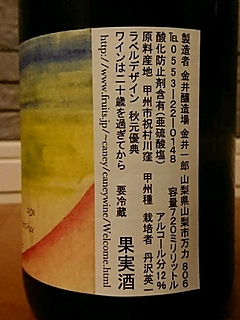 製造者 金井醸造場 金井一郎 山梨県山梨市万力806
TEL 0553-22-0148 容量720ミリリットル
酸化防止剤含有(亜硫酸塩) アルコール分12%
原料産地 甲州市祝村川窪 甲州種 栽培者 丹沢英二
ラベルデザイン 秋元優典
ワインは二十歳を過ぎてから 要冷蔵 果実酒
http://www.fruits.jp/~caney/caneywine/Welcome.html